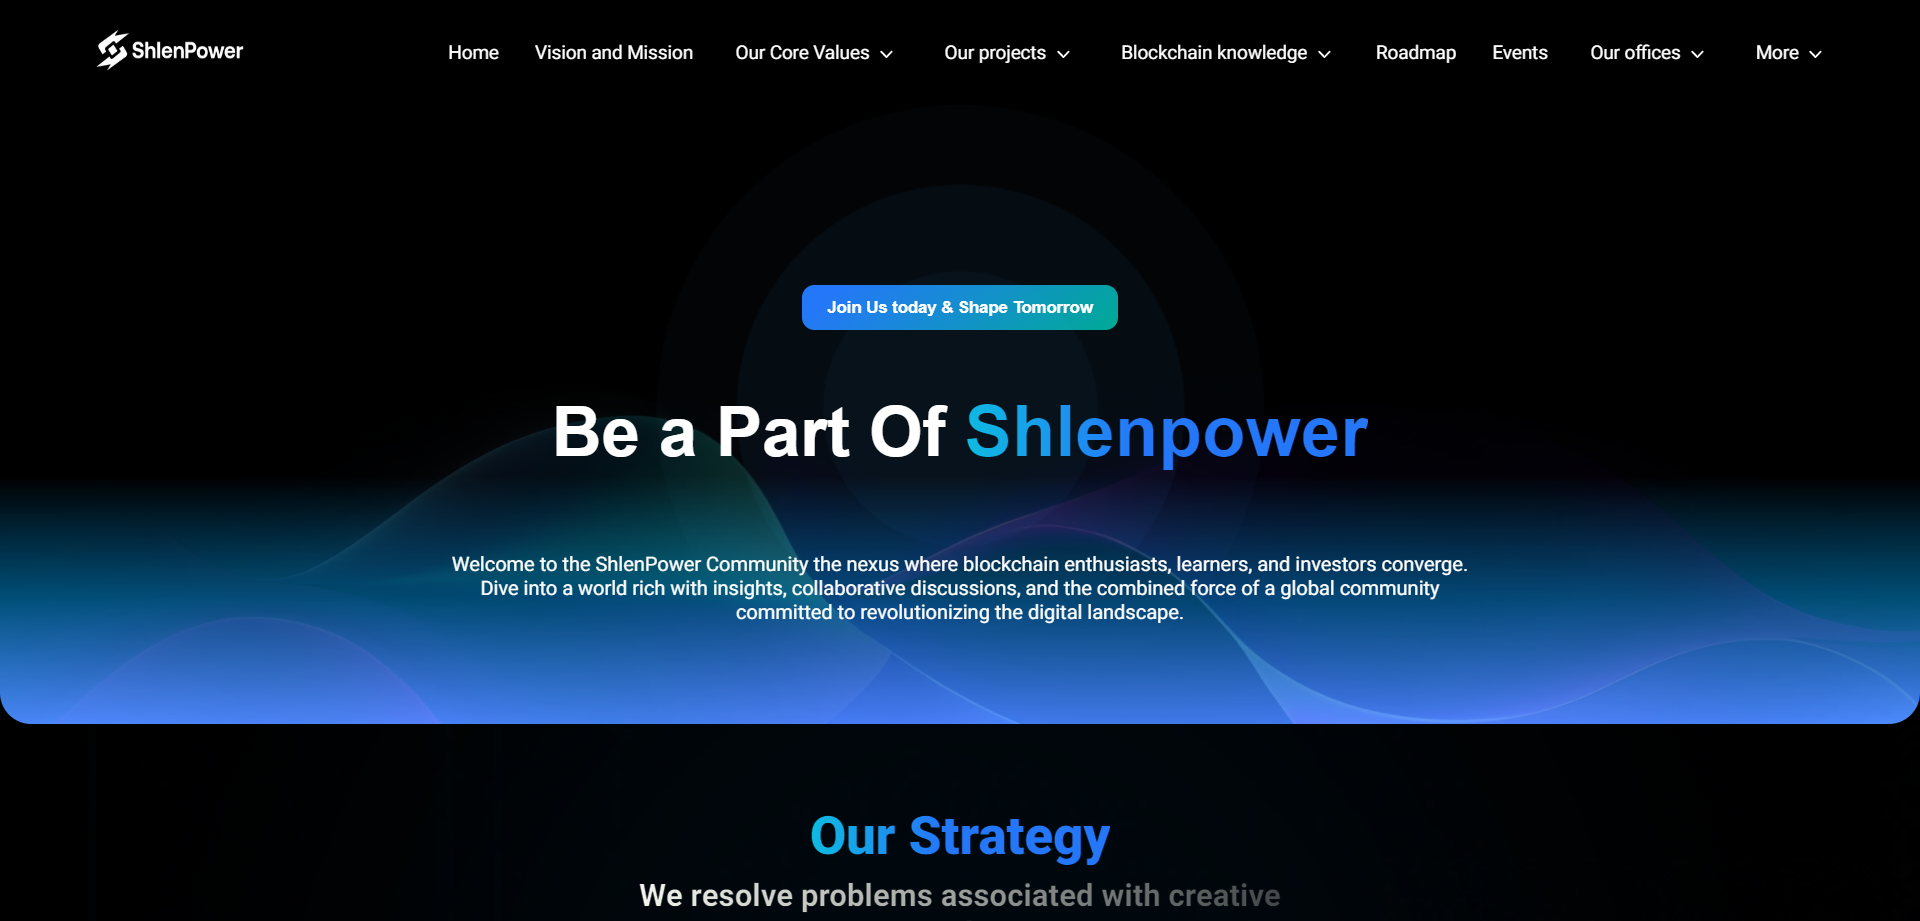 ShlenPower
Home Vision and Mission Our Core Values Our projects Blockchain knowledge Roadmap Events Our offices More
Join Us today & Shape Tomorrow
Be a Part Of Shlenpower
Welcome to the ShlenPower Community the nexus where blockchain enthusiasts, learners, and investors converge.
Dive into a world rich with insights, collaborative discussions, and the combined force of a global community
committed to revolutionizing the digital landscape.
Our Strategy
We resolve problems associated with creative